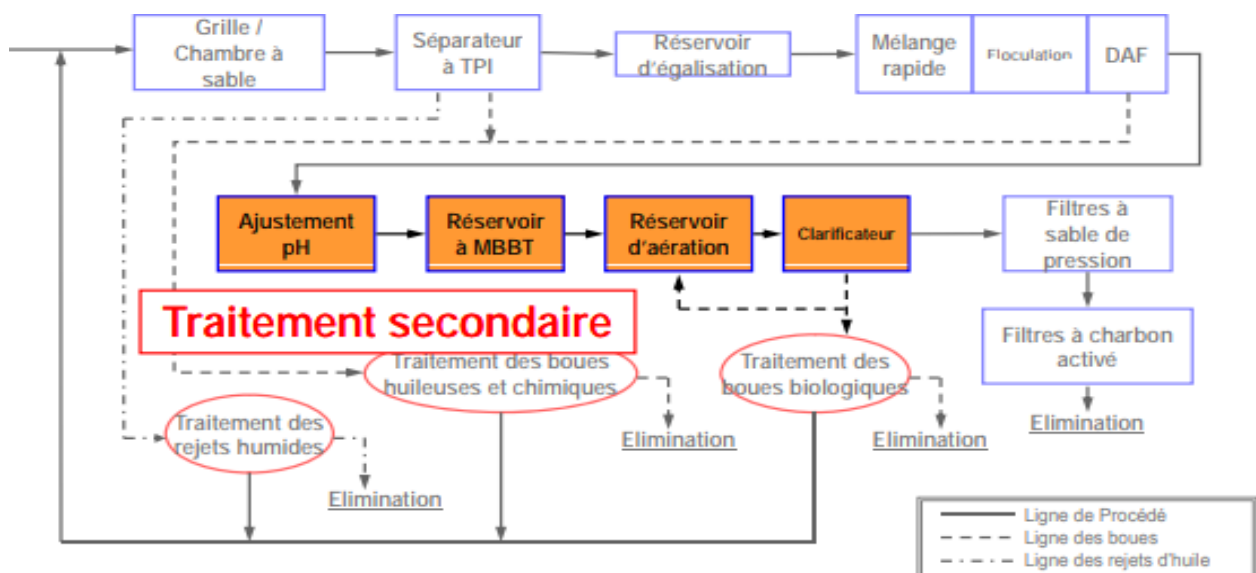 Grille /
Chambre à
sable
Séparateur
à TPI
Réservoir
d'égalisation
Mélange
rapide
Floculation
DAF
Ajustement
pH
Réservoir
à MBBT
Réservoir
d'aération
Clarificateur
Filtres à
sable de
pression
Traitement secondaire
Traitement des boues
huileuses et chimiques
Traitement des
boues biologiques
Filtres à charbon
activé
Traitement des
rejets humides
Elimination
Elimination
Elimination
Elimination
Ligne de Procédé
Ligne des boues
Ligne des rejets d'huile